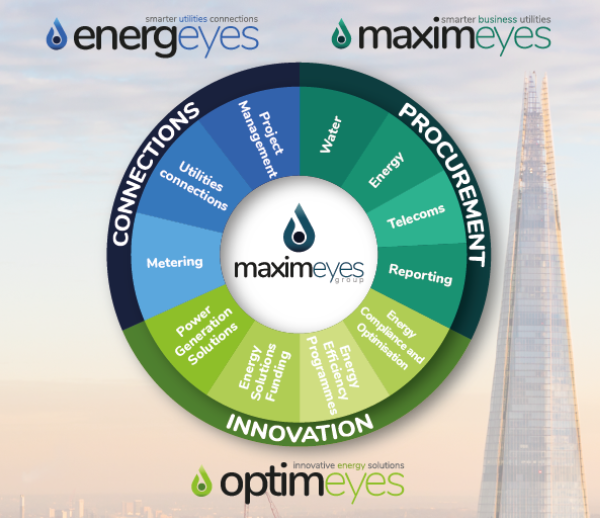 smarter utilities connections
energeyes
smarter business utilities
maximeyes
CONNECTIONS
PROCUREMENT
INNOVATION
Project
Management
Utilities
connections
Metering
Water
Energy
Telecoms
Reporting
Energy
Compliance and
Optimisation
Energy
Efficiency
Programmes
Energy
Solutions
Funding
Power
Generation
Solutions
maximeyes
group
innovative energy solutions
optimeyes